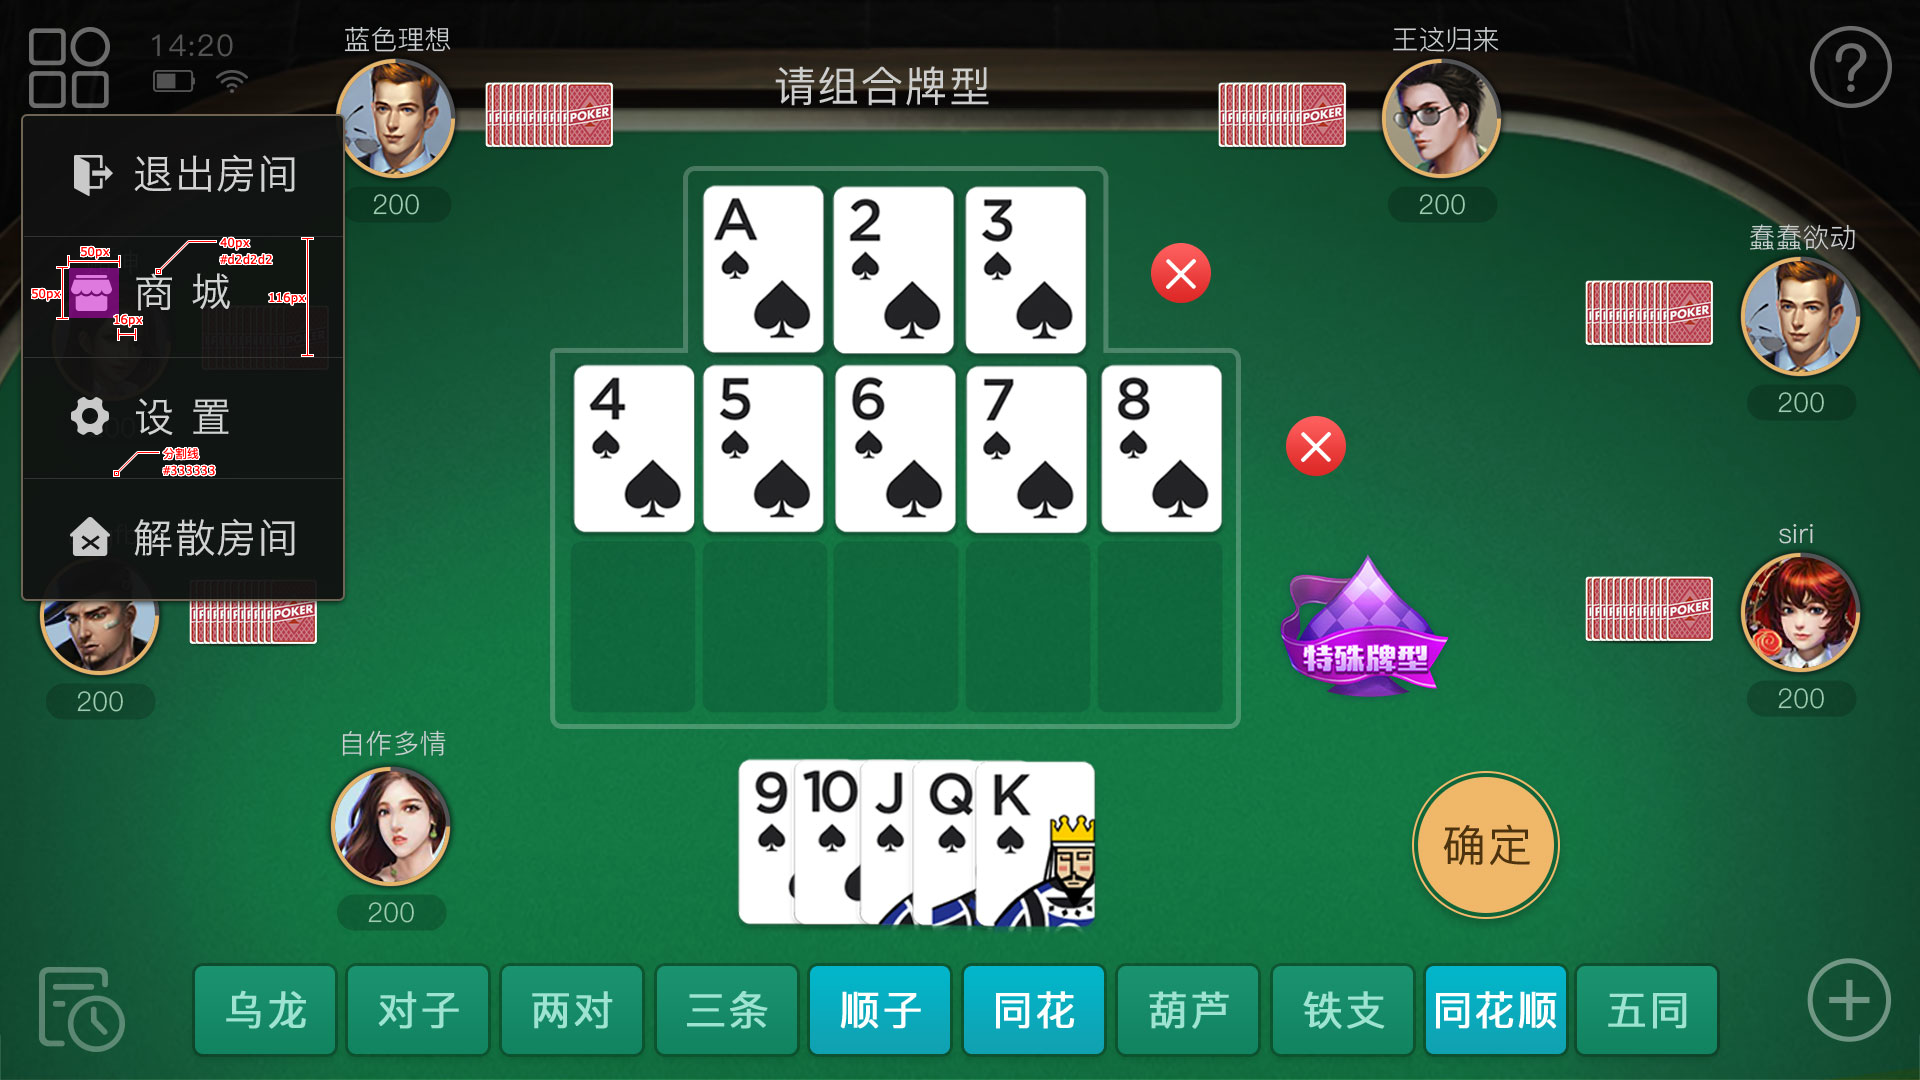 14:20
蓝色理想
200
请组合牌型
王这归来
200
POKER
POKER
退出房间
50px
50px
40px
#d2d2d2
商 城
116px
16px
设 置
分割线
#333333
解散房间
A
2
3
4
5
6
7
8
蠢蠢欲动
POKER
200
siri
POKER
200
POKER
200
特殊牌型
自作多情
200
9
10
J
Q
K
确定
乌龙
对子
两对
三条
顺子
同花
葫芦
铁支
同花顺
五同